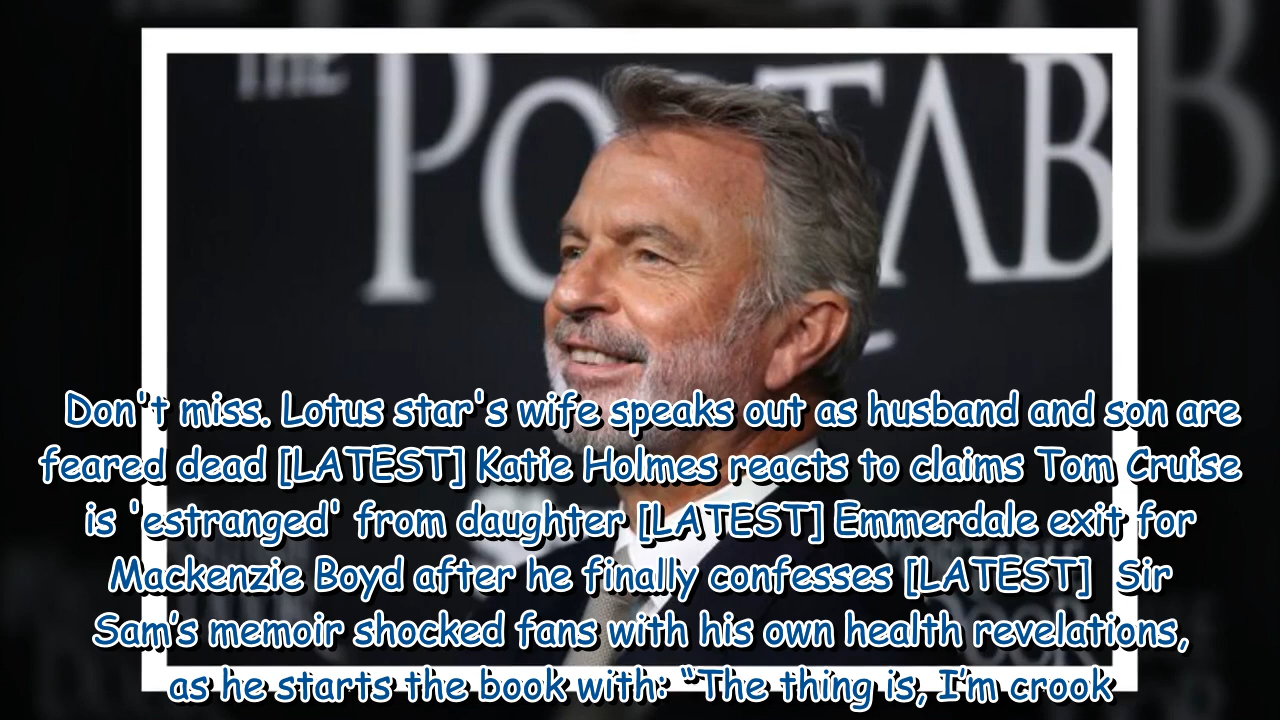 THE
PORTABB
Don't miss. Lotus star's wife speaks out as husband and son are
feared dead [LATEST] Katie Holmes reacts to claims Tom Cruise
is 'estranged' from daughter [LATEST] Emmerdale exit for
Mackenzie Boyd after he finally confesses [LATEST]  Sir
Sam’s memoir shocked fans with his own health revelations,
as he starts the book with: “The thing is, I’m crook